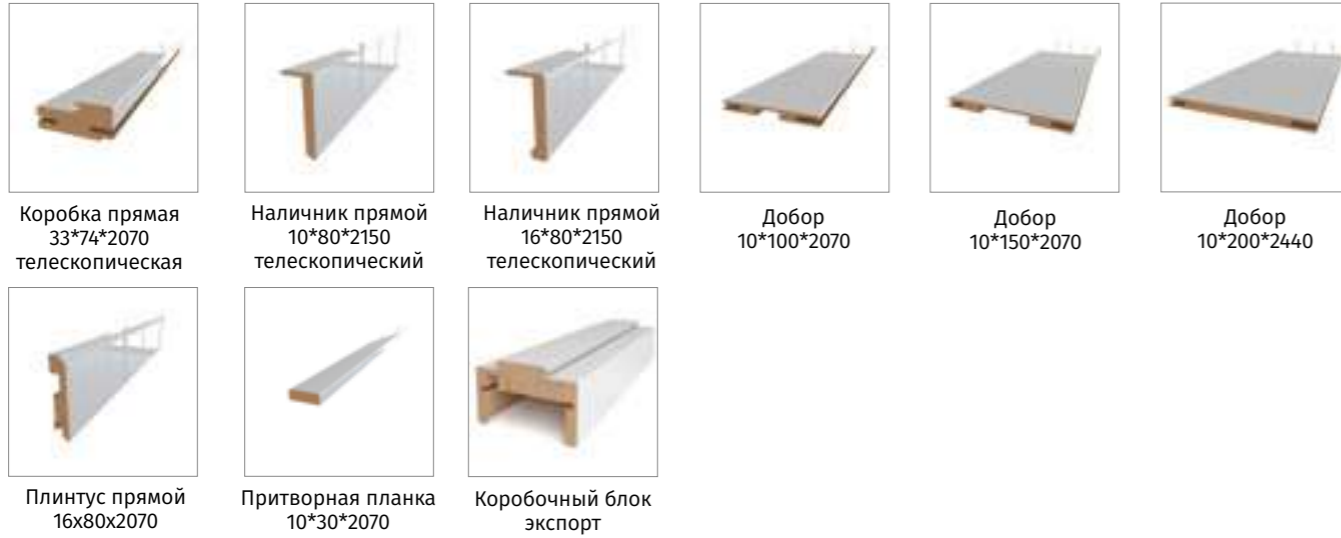 Коробка прямая
33*74*2070
телескопическая
Наличник прямой
10*80*2150
телескопический
Наличник прямой
16*80*2150
телескопический
Добор
10*100*2070
Добор
10*150*2070
Добор
10*200*2440
Плинтус прямой
16x80x2070
Притворная планка
10*30*2070
Коробочный блок
экспорт